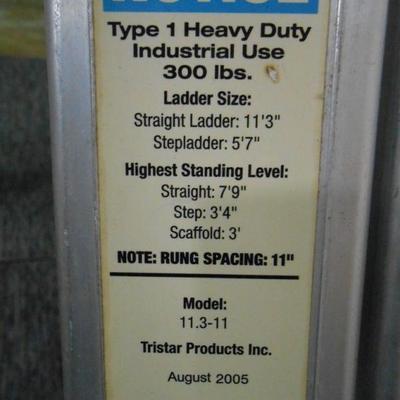 NOTICE
Type 1 Heavy Duty
Industrial Use
300 lbs.
Ladder Size:
Straight Ladder: 11'3"
Stepladder: 5'7"
Highest Standing Level:
Straight: 7'9"
Step: 3'4"
Scaffold: 3'
NOTE: RUNG SPACING: 11"
Model:
11.3-11
Tristar Products Inc.
August 2005